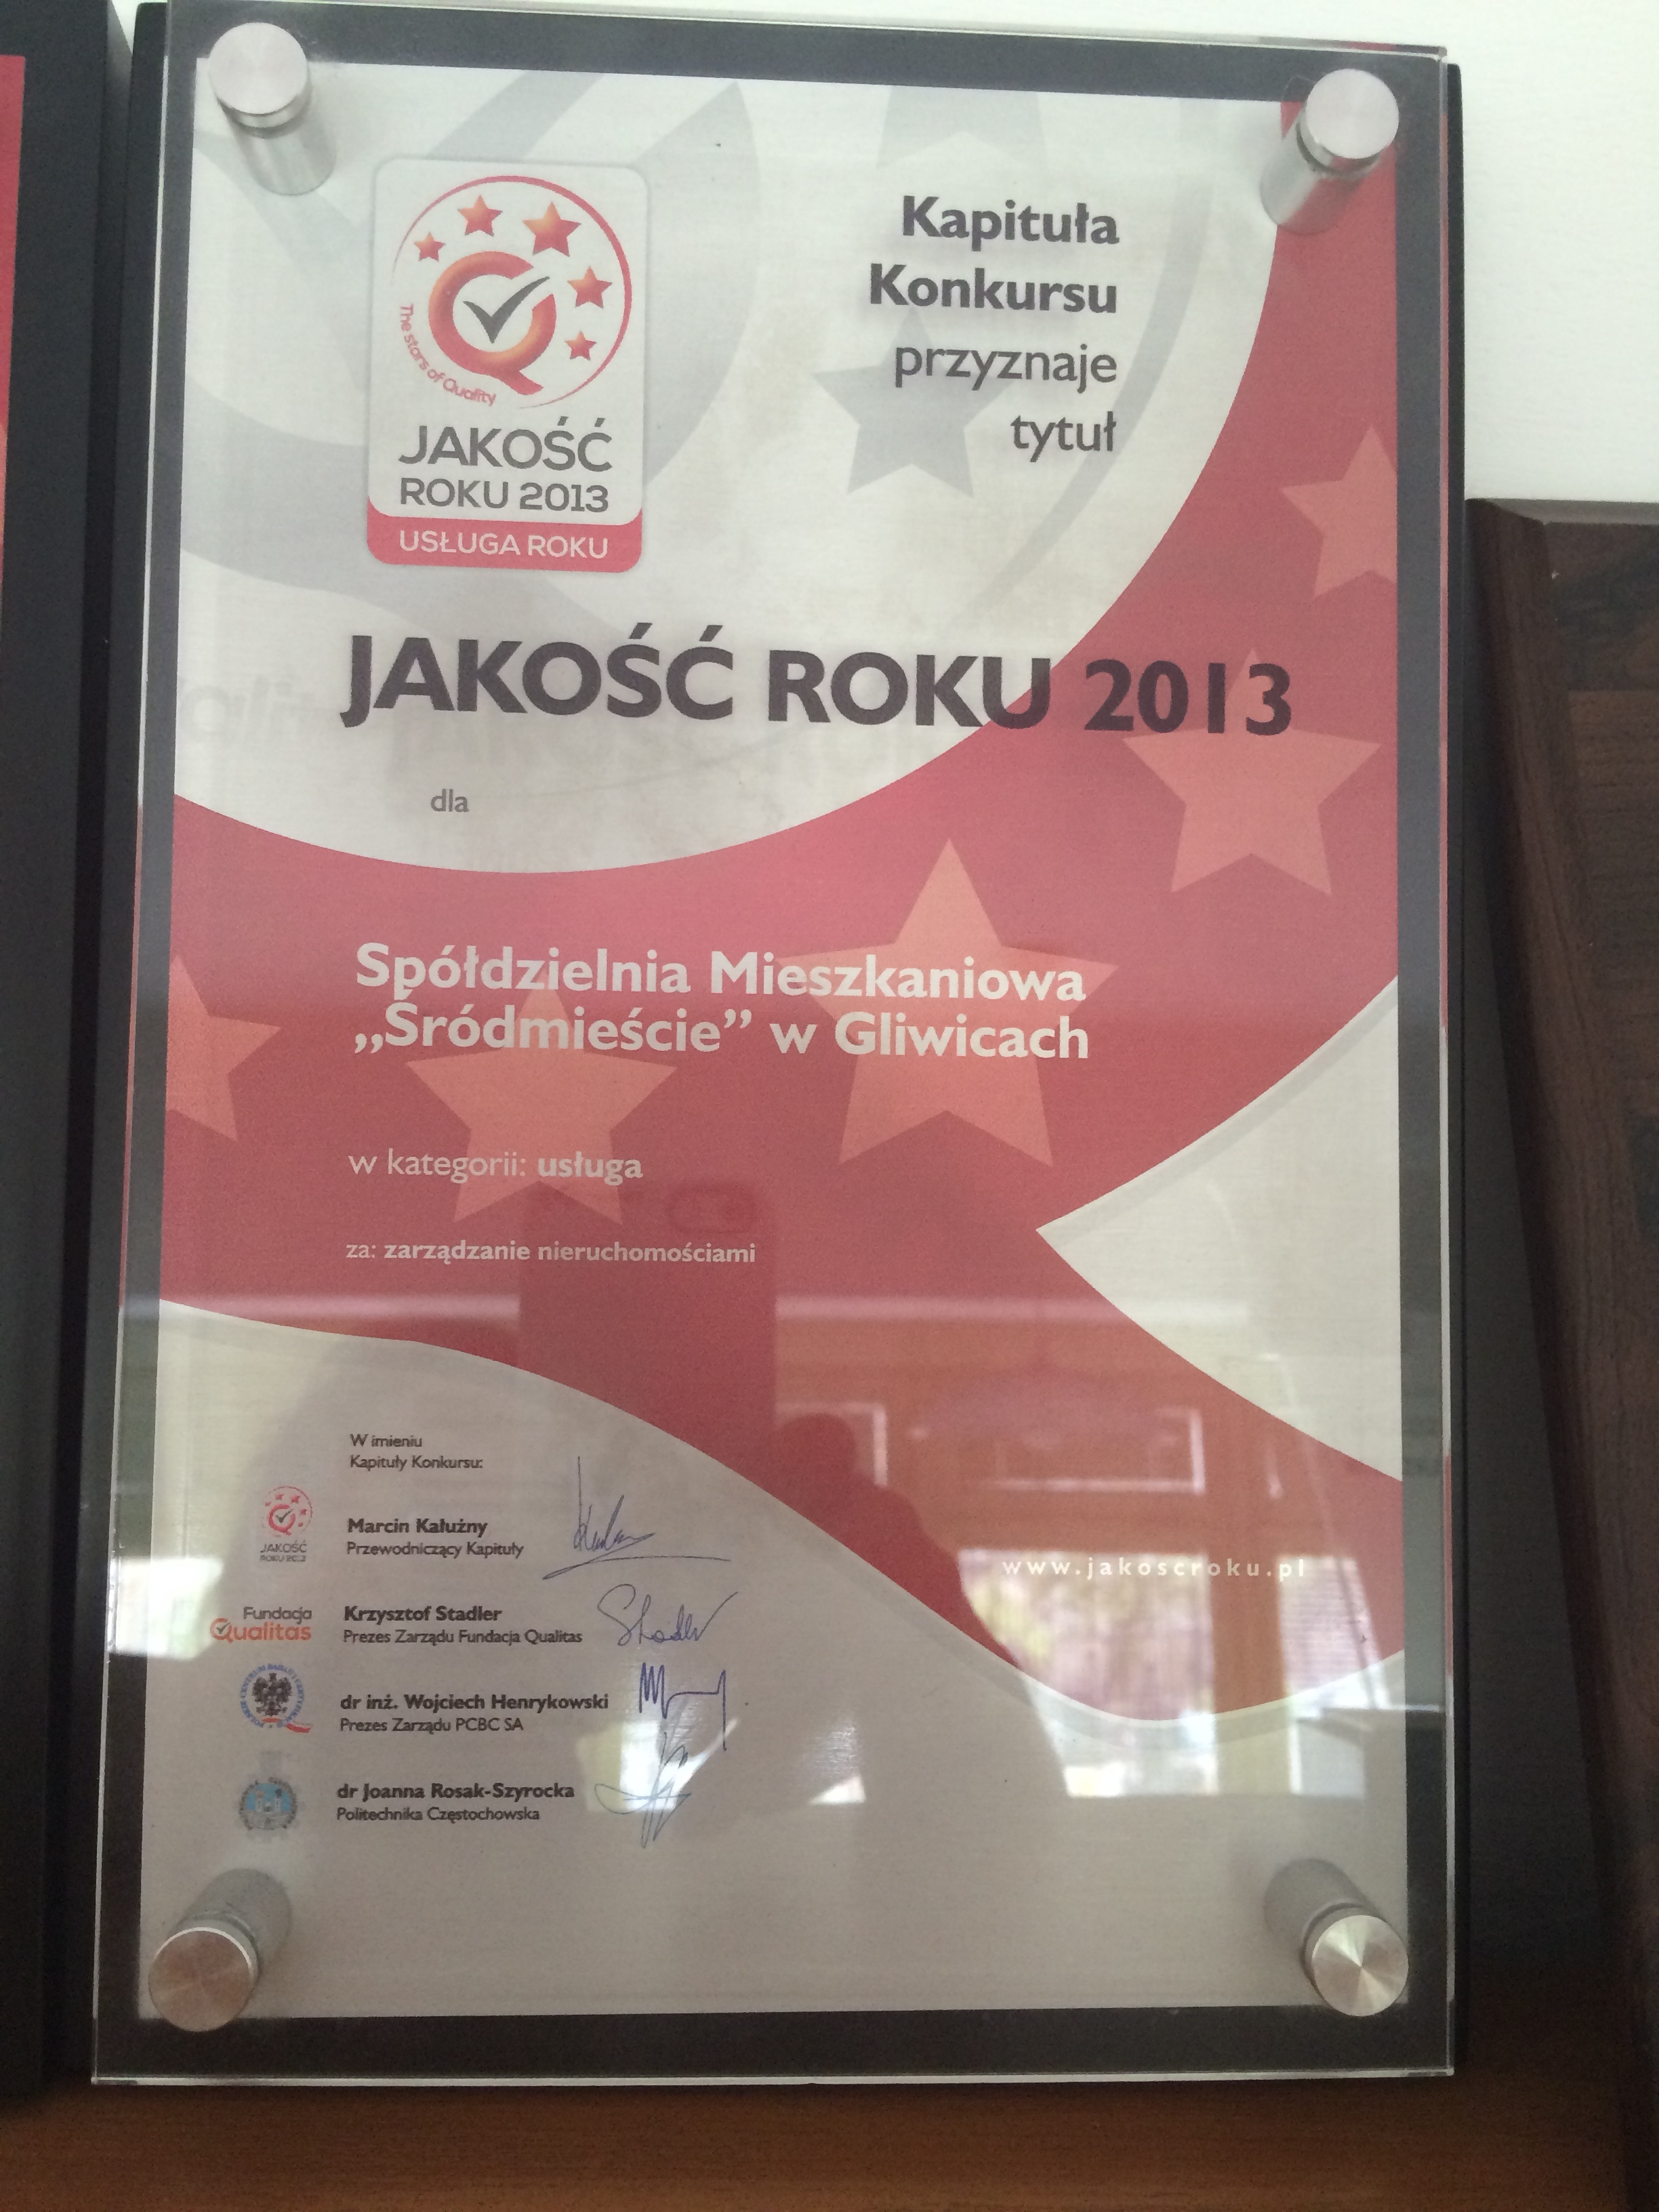 The stars of Quality
JAKOŚĆ
ROKU 2013
USŁUGA ROKU
Kapituła
Konkursu
przyznaje
tytuł
JAKOŚĆ ROKU 2013
dla
Spółdzielnia Mieszkaniowa
„Śródmieście” w Gliwicach
w kategorii: usługa
za: zarządzanie nieruchomościami
W imieniu
Kapituły Konkursu:
JAKOŚĆ
ROKU 2013
Marcin Kałużny
Przewodniczący Kapituły
www.jakoscroku.pl
Fundacja
Qualitas
Krzysztof Stadler
Prezes Zarządu Fundacja Qualitas
Stadler
dr inż. Wojciech Henrykowski
Prezes Zarządu PCBC SA
dr Joanna Rosak-Szyrocka
Politechnika Częstochowska